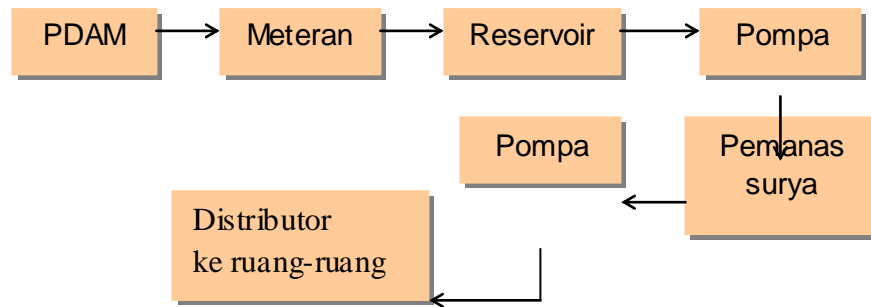 PDAM
Meteran
Reservoir
Pompa
Pemanas
surya
Pompa
Distributor
ke ruang-ruang